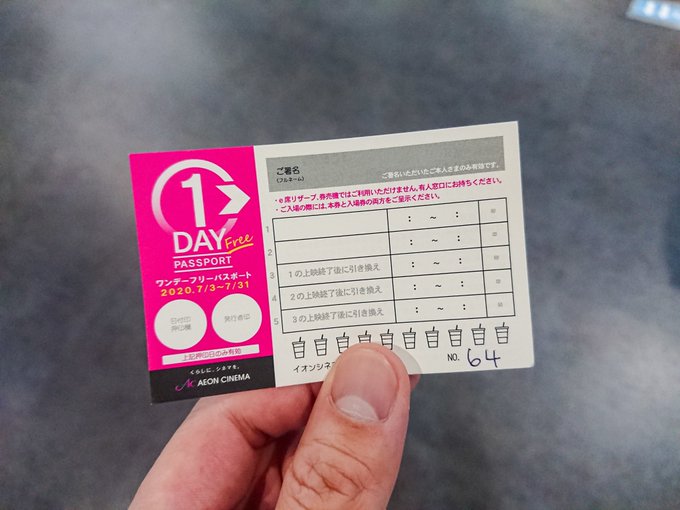 1
DAY Free
PASSPORT
ワンデーフリーパスポート
2020.7/3~7/31
日付印
押印欄
発行者印
上記押印日のみ有効
くらしに、シネマを。
AEON CINEMA
ご署名
(フルネーム)
ご署名いただいたご本人さまのみ有効です。
・e席リザーブ、券売機ではご利用いただけません。有人窓口にお持ちください。
・ご入場の際には、本券と入場券の両方をご呈示ください。
1 : ~ :
2 : ~ :
3 1の上映終了後に引き換え : ~ :
4 2の上映終了後に引き換え : ~ :
5 3の上映終了後に引き換え : ~ :
イオンシネ
NO. 64